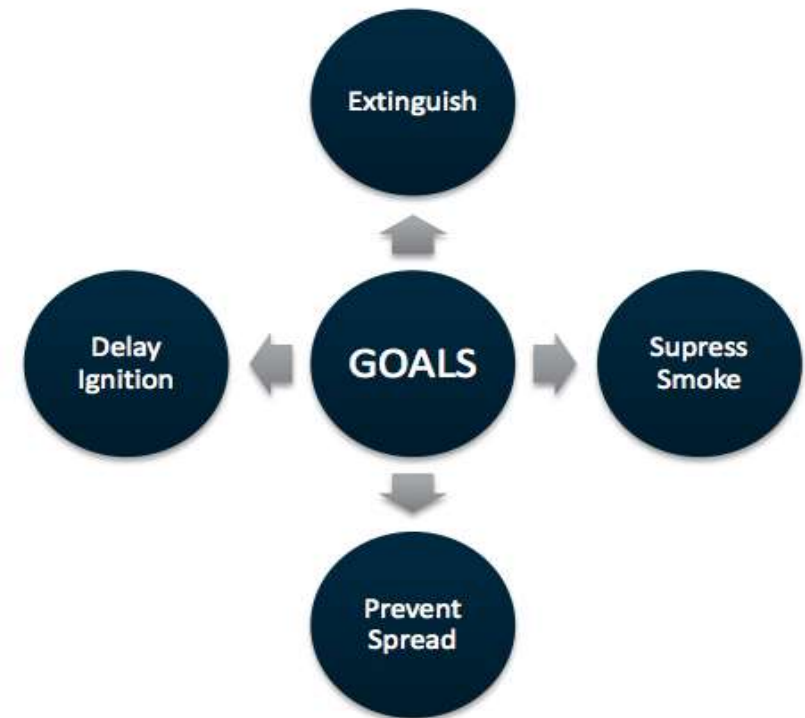 Extinguish
Delay
Ignition
GOALS
Supress
Smoke
Prevent
Spread